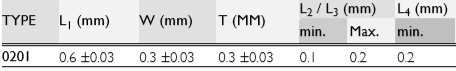 TYPE L1 (mm) W (mm) T (MM) L2 / L3 (mm) L4 (mm)
min. Max. min.
0201 0.6 ±0.03 0.3 ±0.03 0.3 ±0.03 0.1 0.2 0.2